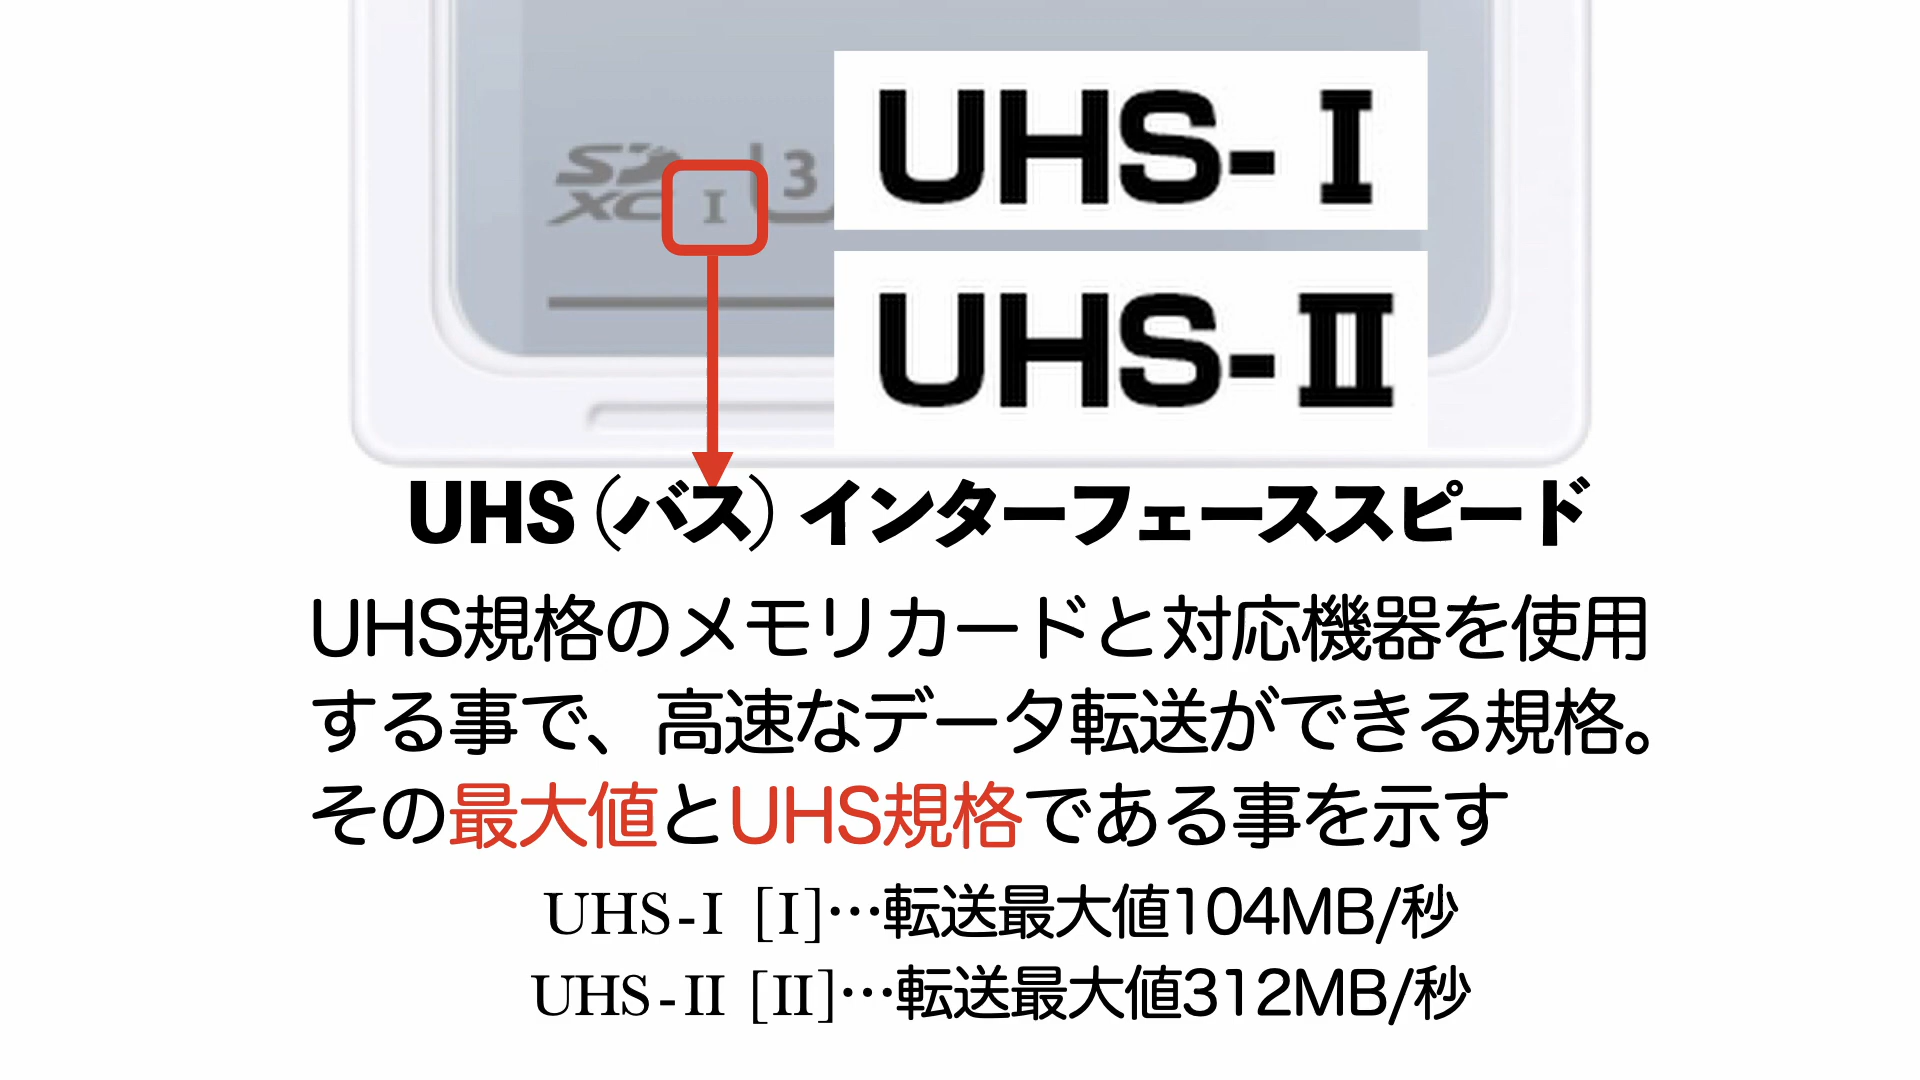 UHS-I
SD XC I U 3
UHS-II
UHS（バス）インターフェーススピード
UHS規格のメモリカードと対応機器を使用
する事で、高速なデータ転送ができる規格。
その最大値とUHS規格である事を示す
UHS-I [I]…転送最大値104MB/秒
UHS-II [II]…転送最大値312MB/秒